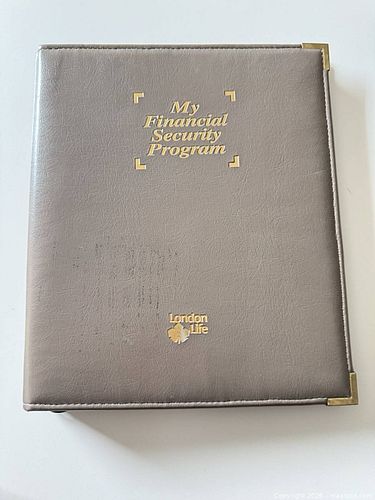 My
Financial
Security
Program
London
Life